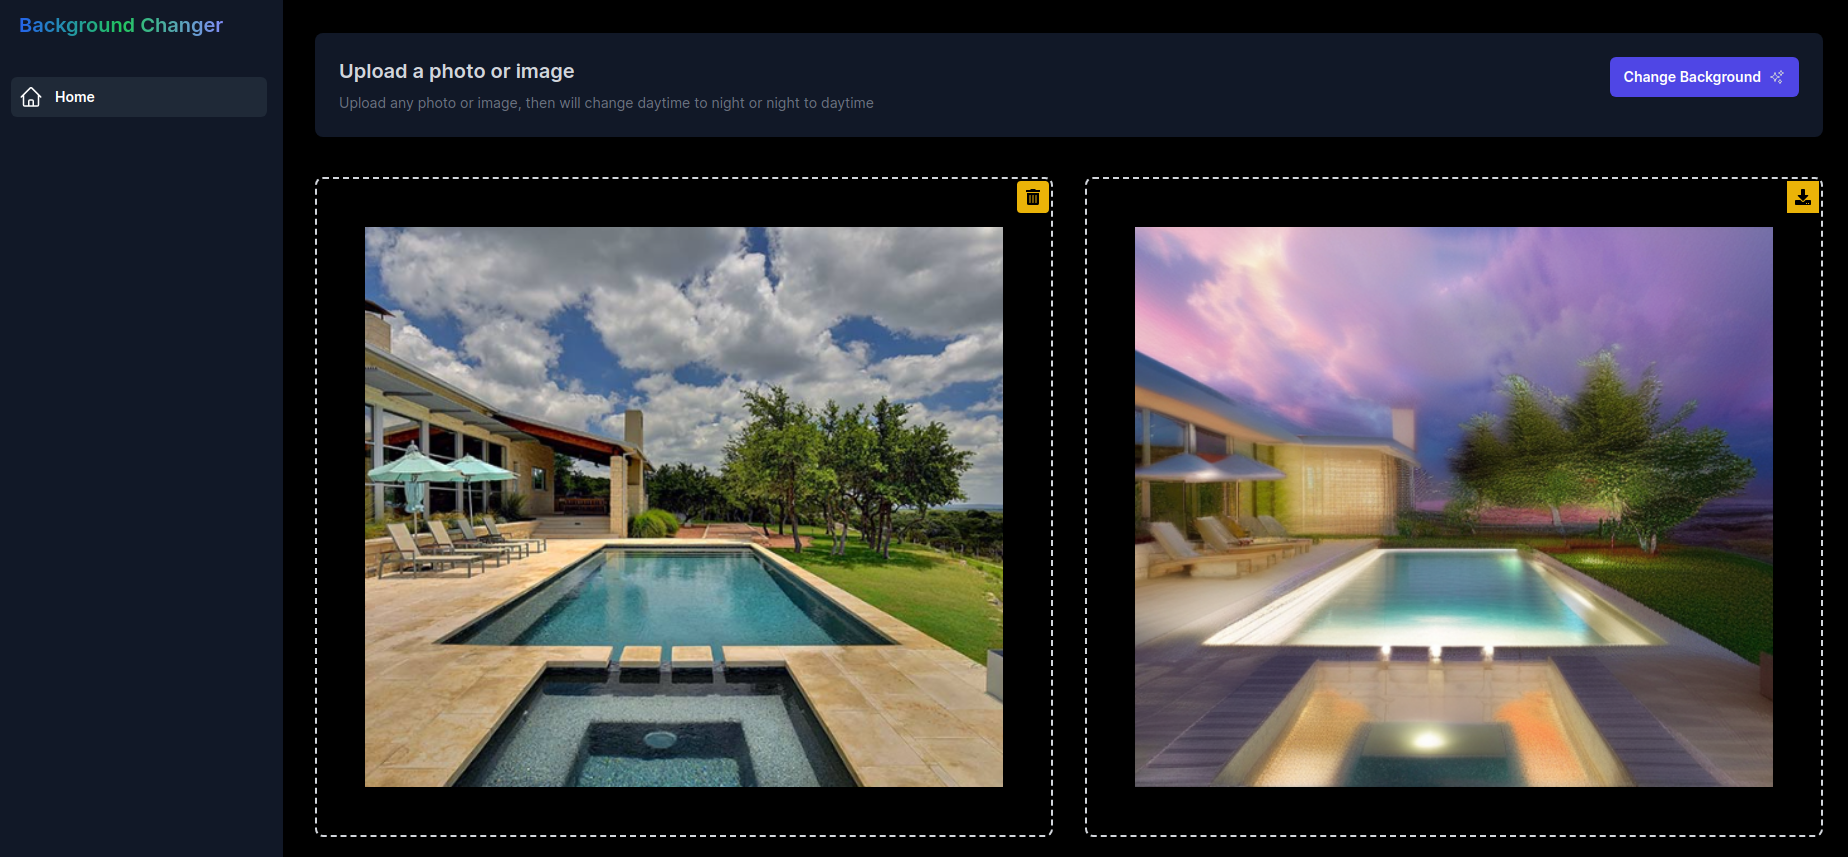 Background Changer
Home
Upload a photo or image
Upload any photo or image, then will change daytime to night or night to daytime
Change Background